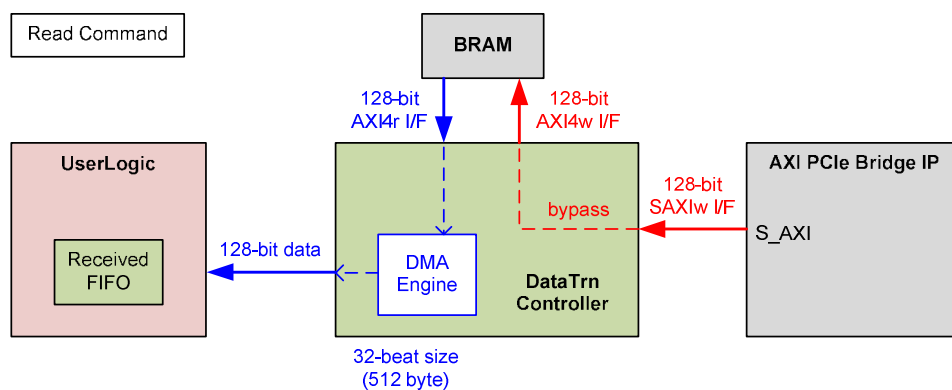 Read Command
BRAM
128-bit
AXI4r I/F
128-bit
AXI4w I/F
UserLogic
AXI PCIe Bridge IP
128-bit
SAXIw I/F
bypass
S_AXI
Received
FIFO
128-bit data
DMA
Engine
DataTrn
Controller
32-beat size
(512 byte)